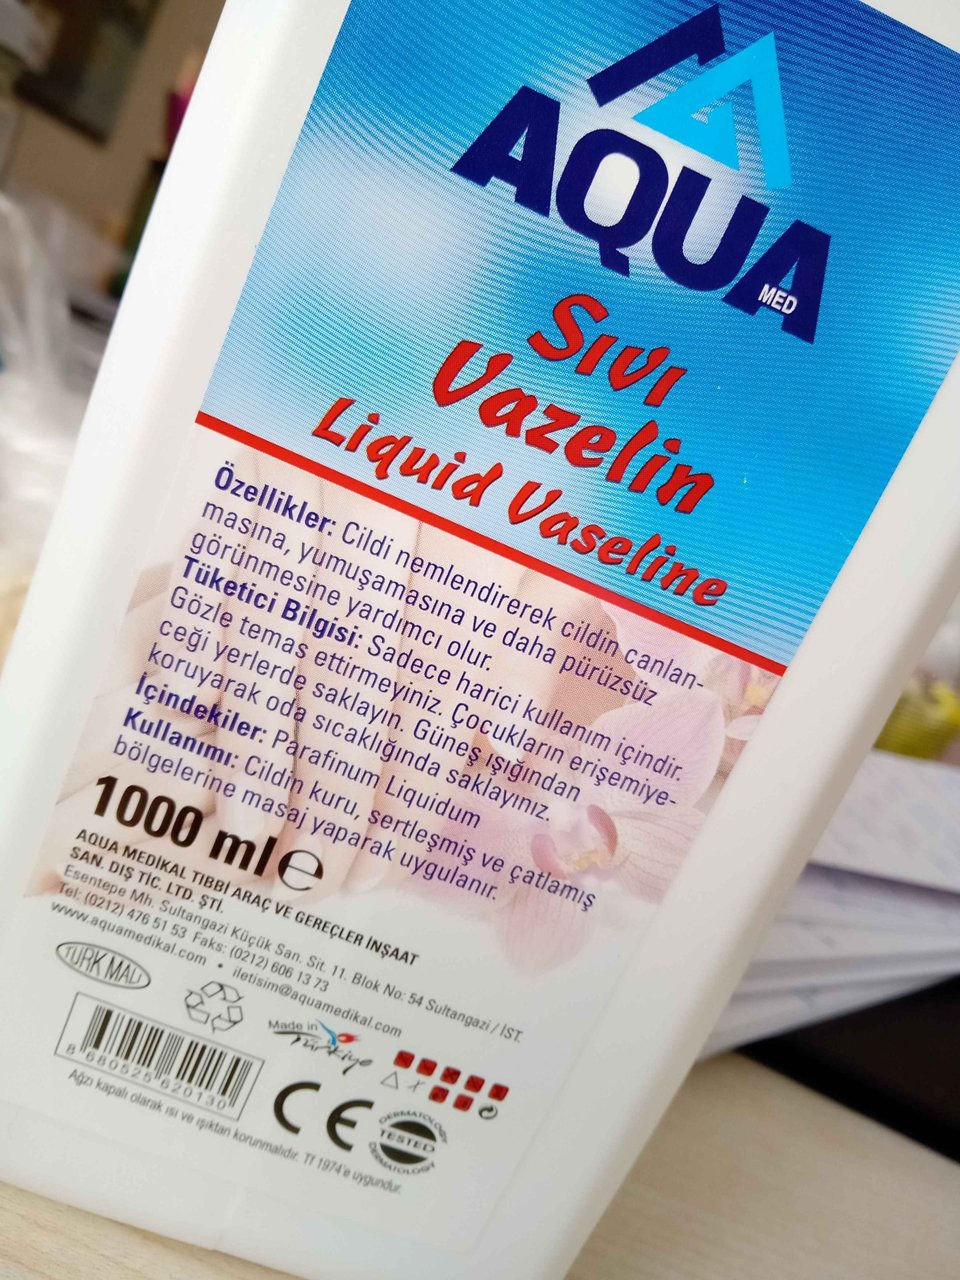 AQUA
MED
Sıvı
Vazelin
Liquid Vaseline
Özellikler: Cildi nemlendirerek cildin canlan-
masına, yumuşamasına ve daha pürüzsüz
görünmesine yardımcı olur.
Tüketici Bilgisi: Sadece harici kullanım içindir.
Gözle temas ettirmeyiniz. Çocukların erişemiye-
ceği yerlerde saklayın. Güneş ışığından
koruyarak oda sıcaklığında saklayınız.
İçindekiler: Parafinum Liquidum
Kullanımı: Cildin kuru, sertleşmiş ve çatlamış
bölgelerine masaj yaparak uygulanır.
1000 ml e
AQUA MEDİKAL TIBBİ ARAÇ VE GEREÇLER İNŞAAT
SAN. DIŞ TİC. LTD. ŞTİ.
Esentepe Mh. Sultangazi Küçük San. Sit. 11. Blok No: 54 Sultangazi / İST.
Tel: (0212) 476 51 53 Faks: (0212) 606 13 73
www.aquamedikal.com • iletisim@aquamedikal.com
TÜRK MALI
Made in
Türkiye
8 680525 620130
CE
DERMATOLOGY
TESTED
DERMATOLOGY
Ağzı kapalı olarak ısı ve ışıktan korunmalıdır. Tf 1974'e uygundur.